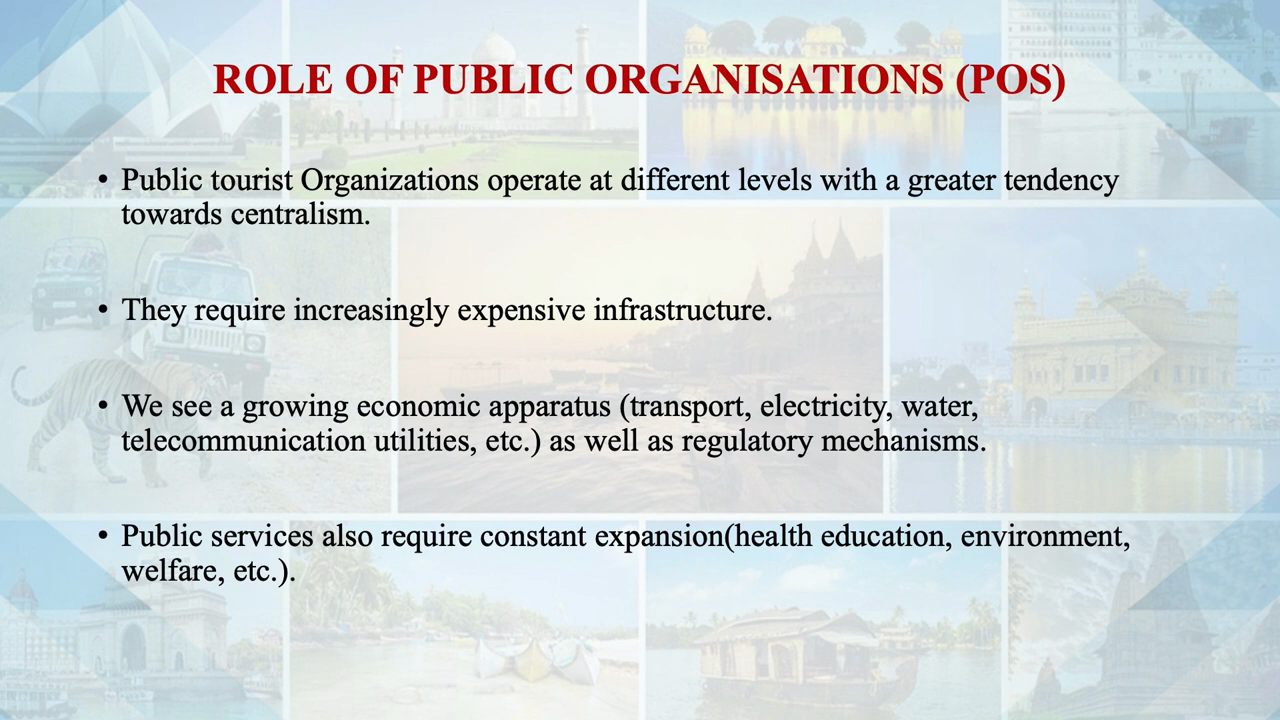 ROLE OF PUBLIC ORGANISATIONS (POS)
• Public tourist Organizations operate at different levels with a greater tendency
towards centralism.
• They require increasingly expensive infrastructure.
• We see a growing economic apparatus (transport, electricity, water,
telecommunication utilities, etc.) as well as regulatory mechanisms.
• Public services also require constant expansion(health education, environment,
welfare, etc.).